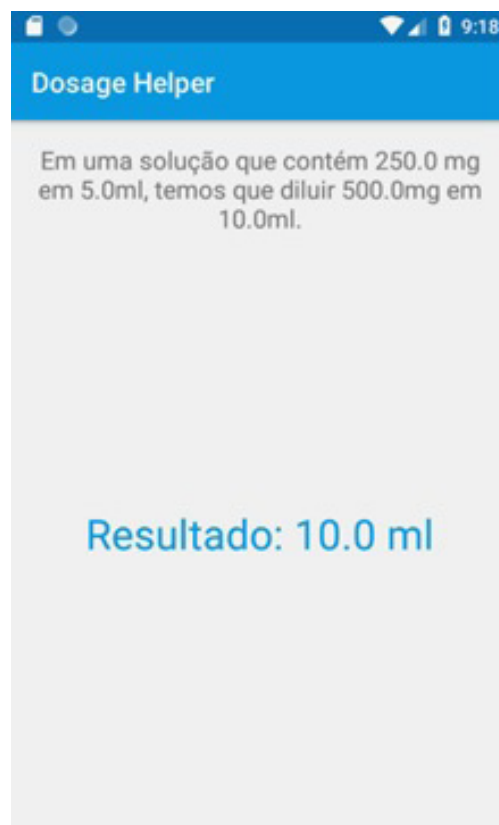 9:18
Dosage Helper
Em uma solução que contém 250.0 mg
em 5.0ml, temos que diluir 500.0mg em
10.0ml.
Resultado: 10.0 ml